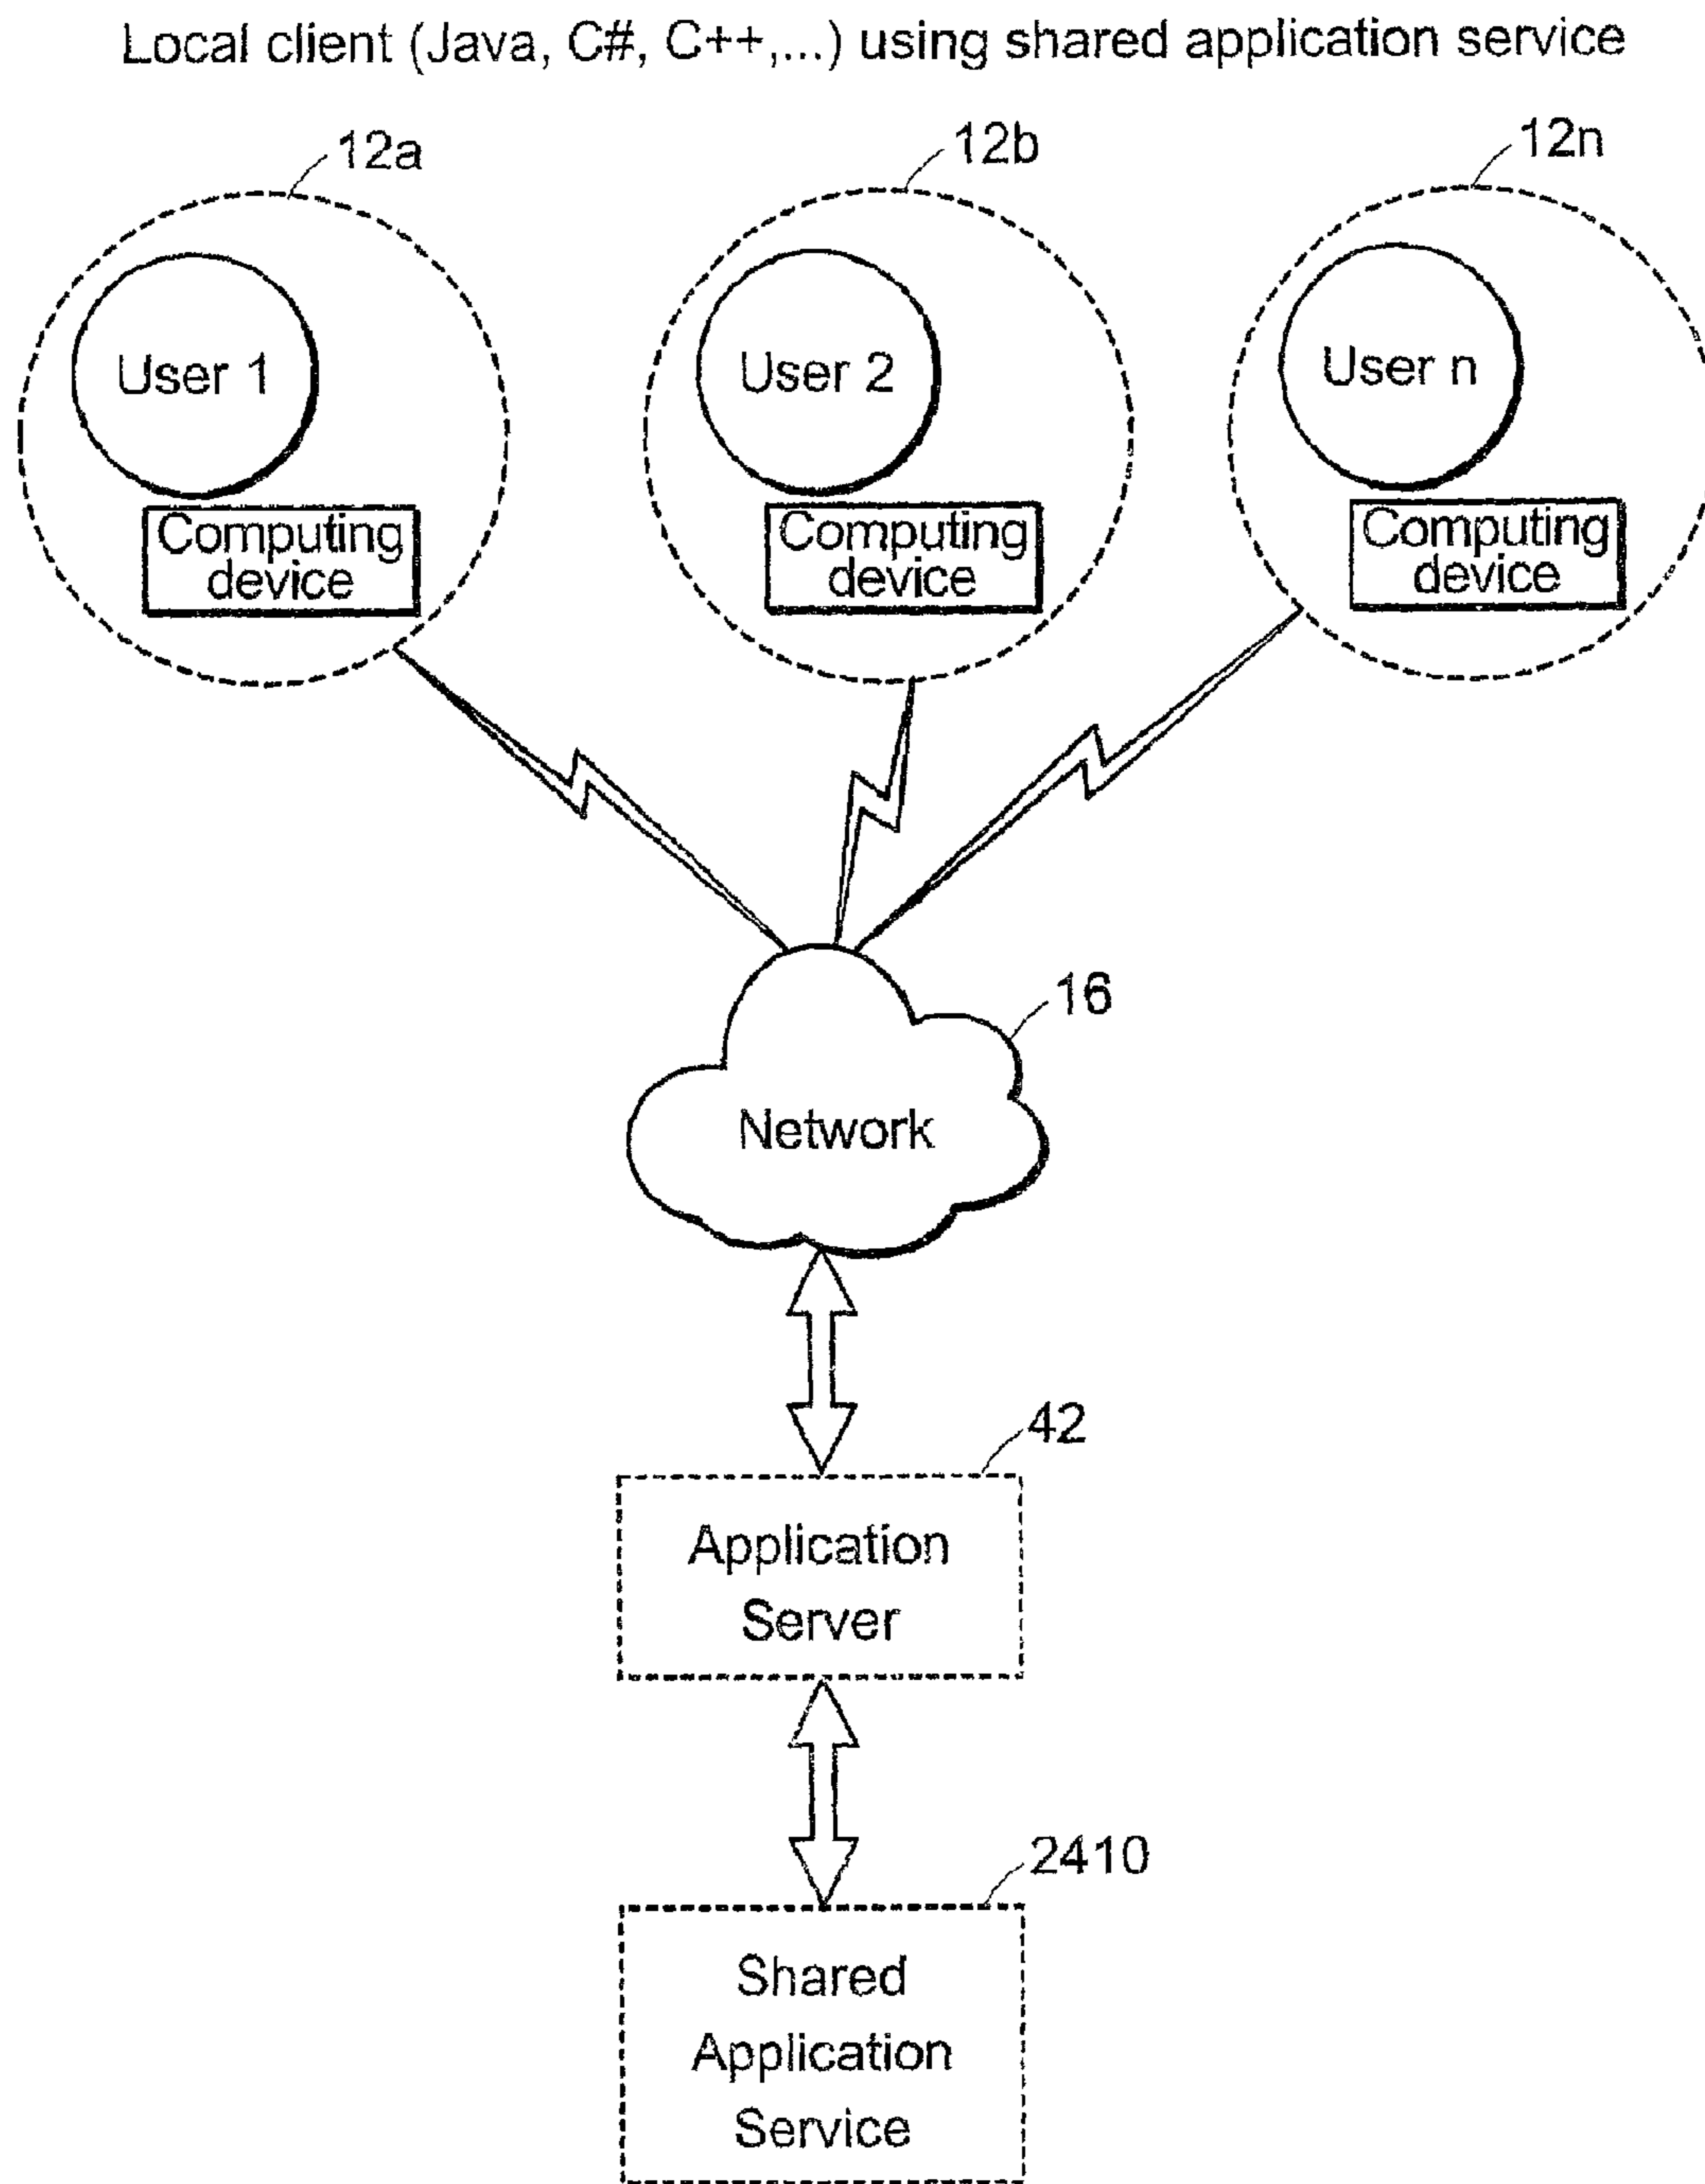 Local client (Java, C#, C++,...) using shared application service
12a
12b
12n
User 1
User 2
User n
Computing
device
Computing
device
Computing
device
16
Network
42
Application
Server
2410
Shared
Application
Service